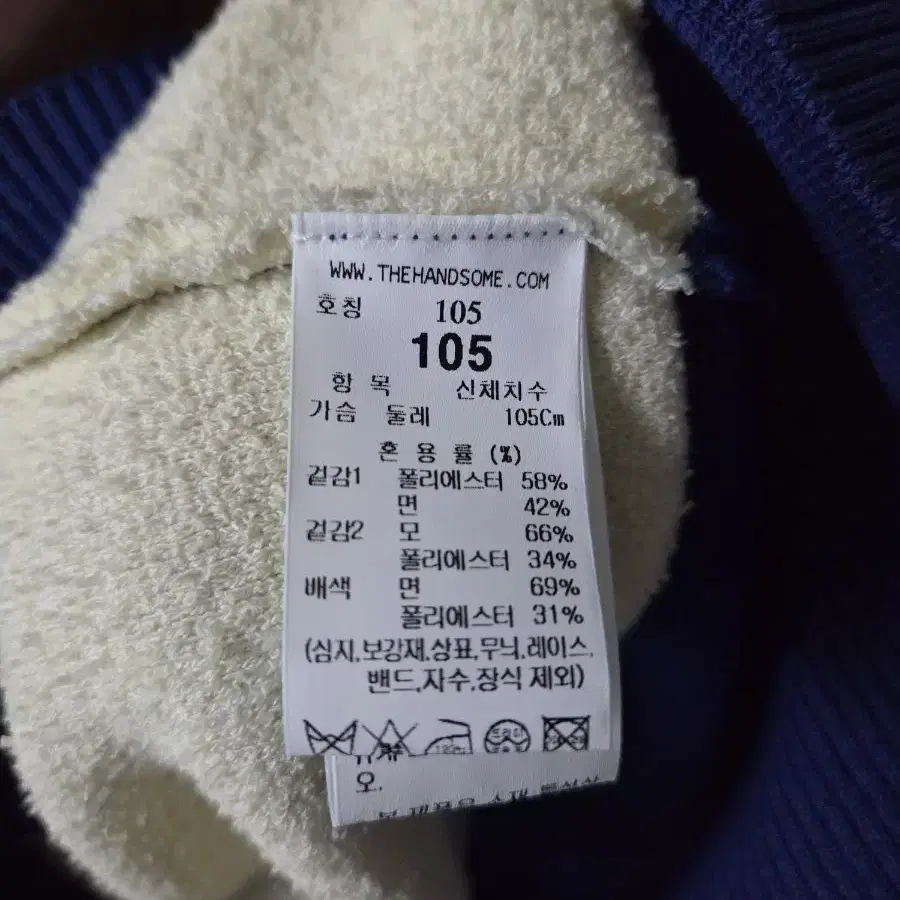 WWW.THEHANDSOME.COM
호칭 105
105
항 목 신체치수
가슴 둘레 105Cm
혼 용 률 (%)
겉감1 폴리에스터 58%
면 42%
겉감2 모 66%
폴리에스터 34%
배색 면 69%
폴리에스터 31%
(심지,보강재,상표,무늬,레이스,
밴드,자수,장식 제외)
오.